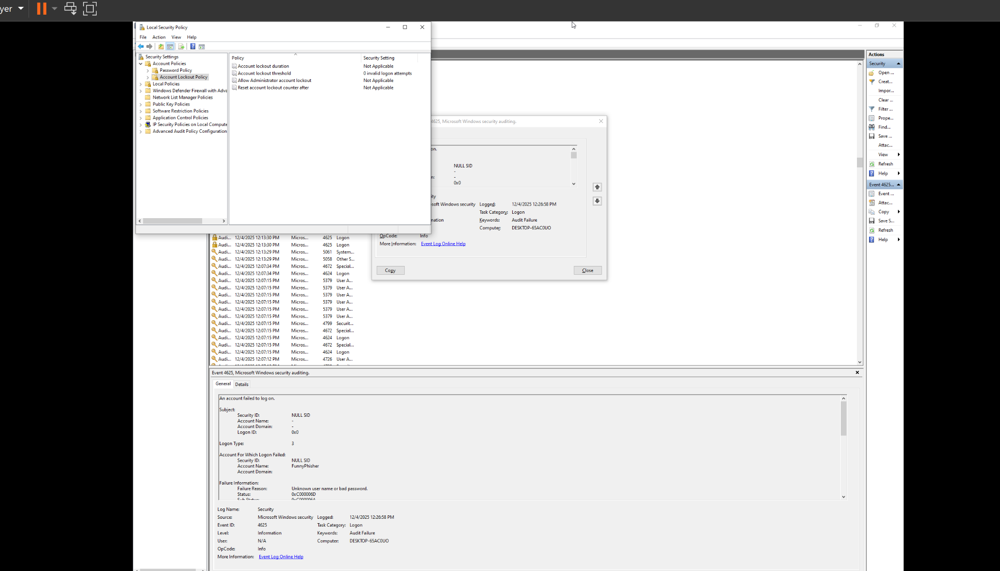 yer
Local Security Policy
File Action View Help
Security Settings
Account Policies
Password Policy
Account Lockout Policy
Local Policies
Windows Defender Firewall with Adva
Network List Manager Policies
Public Key Policies
Software Restriction Policies
Application Control Policies
IP Security Policies on Local Compute
Advanced Audit Policy Configuration
Policy Security Setting
Account lockout duration Not Applicable
Account lockout threshold 0 invalid logon attempts
Allow Administrator account lockout Not Applicable
Reset account lockout counter after Not Applicable
4625, Microsoft Windows security auditing.
on.
NULL SID
-
n: -
0x0
ity
soft Windows security Logged: 12/4/2025 12:26:58 PM
Task Category: Logon
nation Keywords: Audit Failure
Computer: DESKTOP-65AC0UO
OpCode: Info
More Information: Event Log Online Help
Copy Close
Audi... 12/4/2025 12:13:30 PM Micros... 4625 Logon
Audi... 12/4/2025 12:13:30 PM Micros... 4625 Logon
Audi... 12/4/2025 12:13:29 PM Micros... 5061 System...
Audi... 12/4/2025 12:13:29 PM Micros... 5058 Other S...
Audi... 12/4/2025 12:07:34 PM Micros... 4672 Special...
Audi... 12/4/2025 12:07:34 PM Micros... 4624 Logon
Audi... 12/4/2025 12:07:15 PM Micros... 5379 User A...
Audi... 12/4/2025 12:07:15 PM Micros... 5379 User A...
Audi... 12/4/2025 12:07:15 PM Micros... 5379 User A...
Audi... 12/4/2025 12:07:15 PM Micros... 5379 User A...
Audi... 12/4/2025 12:07:15 PM Micros... 5379 User A...
Audi... 12/4/2025 12:07:15 PM Micros... 5379 User A...
Audi... 12/4/2025 12:07:15 PM Micros... 4799 Securit...
Audi... 12/4/2025 12:07:15 PM Micros... 4672 Special...
Audi... 12/4/2025 12:07:15 PM Micros... 4624 Logon
Audi... 12/4/2025 12:07:15 PM Micros... 4672 Special...
Audi... 12/4/2025 12:07:15 PM Micros... 4624 Logon
Audi... 12/4/2025 12:07:12 PM Micros... 4726 User A...
Event 4625, Microsoft Windows security auditing.
General Details
An account failed to log on.
Subject:
Security ID: NULL SID
Account Name: -
Account Domain: -
Logon ID: 0x0
Logon Type: 3
Account For Which Logon Failed:
Security ID: NULL SID
Account Name: FunnyPhisher
Account Domain:
Failure Information:
Failure Reason: Unknown user name or bad password.
Status: 0xC000006D
Sub Status: 0xC000006A
Log Name: Security
Source: Microsoft Windows security Logged: 12/4/2025 12:26:58 PM
Event ID: 4625 Task Category: Logon
Level: Information Keywords: Audit Failure
User: N/A Computer: DESKTOP-65AC0UO
OpCode: Info
More Information: Event Log Online Help
Actions
Security
Open ...
Creat...
Impor...
Clear ...
Filter ...
Prope...
Find...
Save ...
Attac...
View
Refresh
Help
Event 4625...
Event ...
Attac...
Copy
Save S...
Refresh
Help